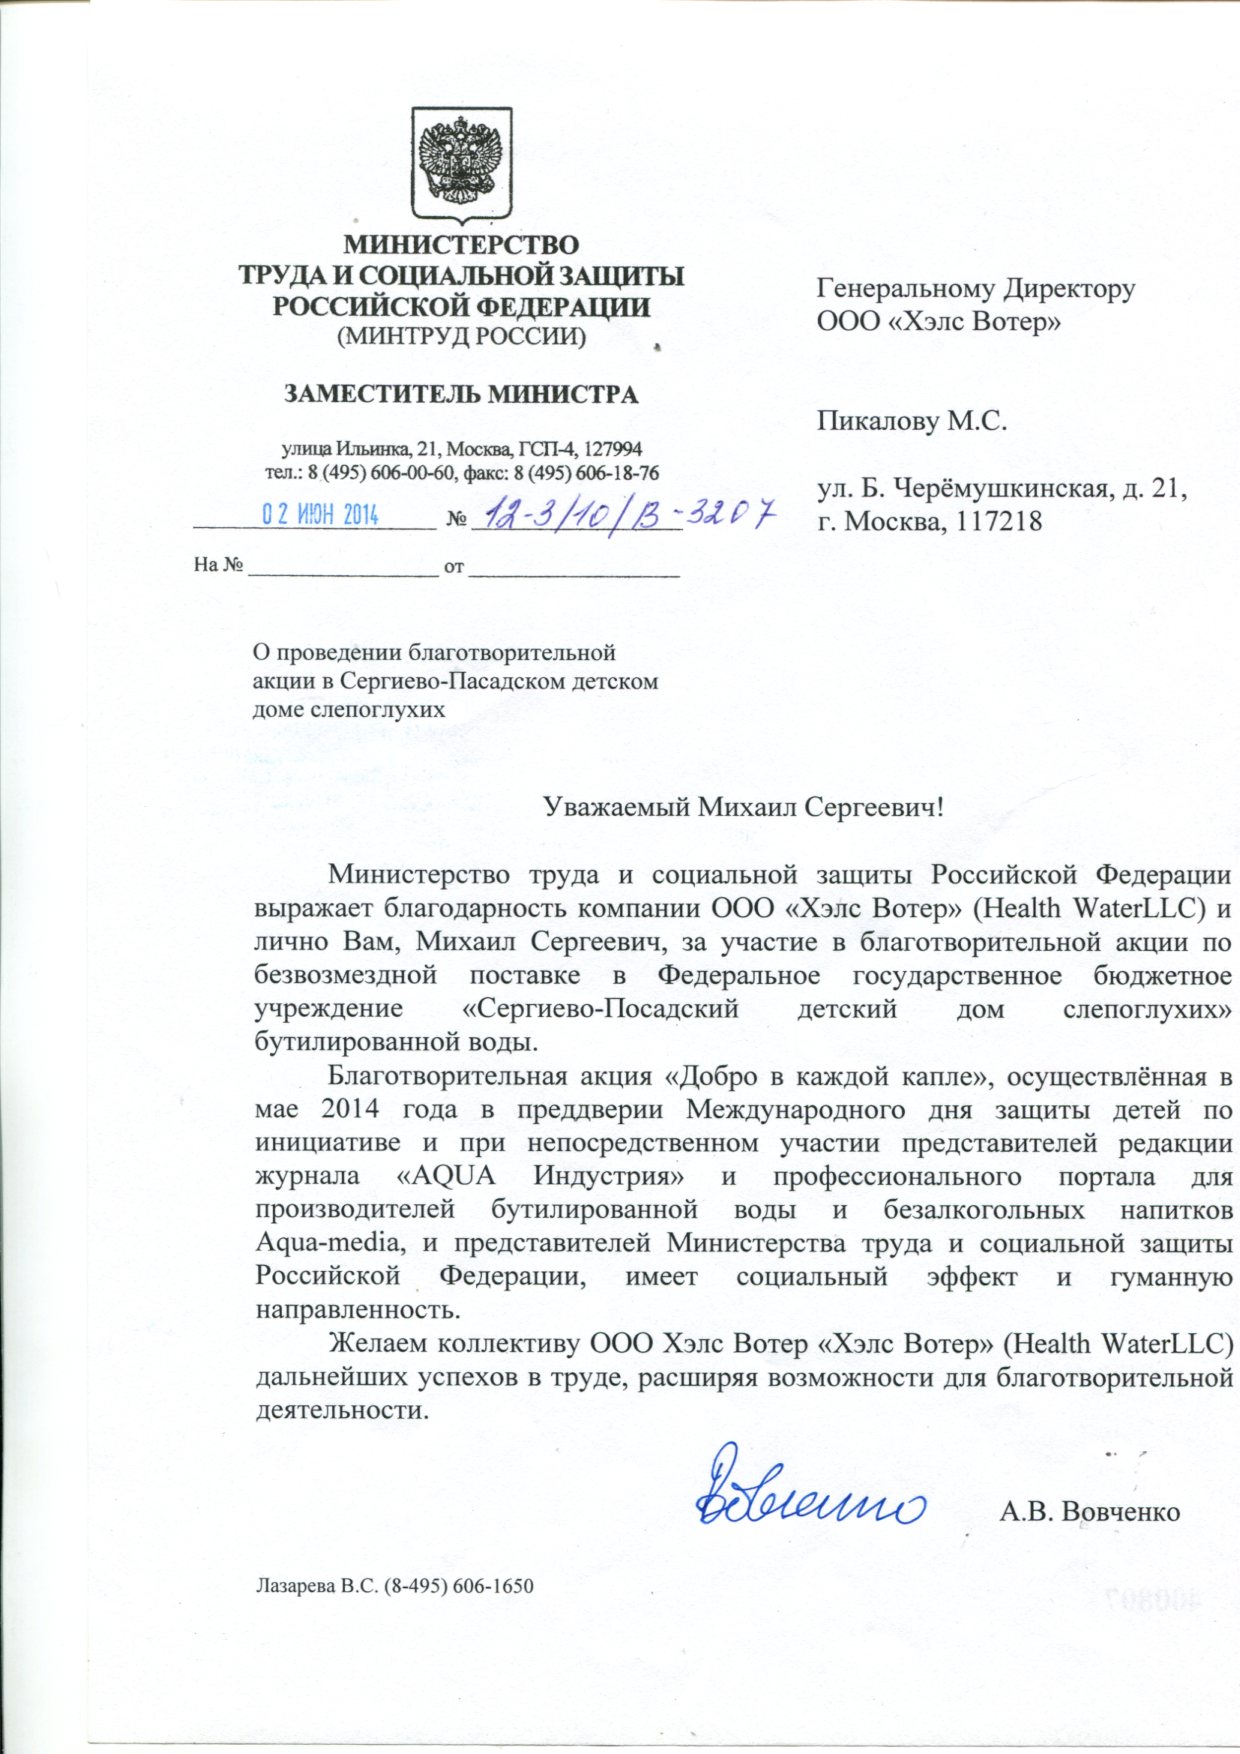 МИНИСТЕРСТВО
ТРУДА И СОЦИАЛЬНОЙ ЗАЩИТЫ
РОССИЙСКОЙ ФЕДЕРАЦИИ
(МИНТРУД РОССИИ)
ЗАМЕСТИТЕЛЬ МИНИСТРА
улица Ильинка, 21, Москва, ГСП-4, 127994
тел.: 8 (495) 606-00-60, факс: 8 (495) 606-18-76
02 ИЮН 2014 № 12-3/10/В-3207
На № от
Генеральному Директору
ООО «Хэлс Вотер»
Пикалову М.С.
ул. Б. Черёмушкинская, д. 21,
г. Москва, 117218
О проведении благотворительной
акции в Сергиево-Пасадском детском
доме слепоглухих
Уважаемый Михаил Сергеевич!
Министерство труда и социальной защиты Российской Федерации
выражает благодарность компании ООО «Хэлс Вотер» (Health WaterLLC) и
лично Вам, Михаил Сергеевич, за участие в благотворительной акции по
безвозмездной поставке в Федеральное государственное бюджетное
учреждение «Сергиево-Посадский детский дом слепоглухих»
бутилированной воды.
Благотворительная акция «Добро в каждой капле», осуществлённая в
мае 2014 года в преддверии Международного дня защиты детей по
инициативе и при непосредственном участии представителей редакции
журнала «AQUA Индустрия» и профессионального портала для
производителей бутилированной воды и безалкогольных напитков
Aqua-media, и представителей Министерства труда и социальной защиты
Российской Федерации, имеет социальный эффект и гуманную
направленность.
Желаем коллективу ООО Хэлс Вотер «Хэлс Вотер» (Health WaterLLC)
дальнейших успехов в труде, расширяя возможности для благотворительной
деятельности.
А.В. Вовченко
Лазарева В.С. (8-495) 606-1650